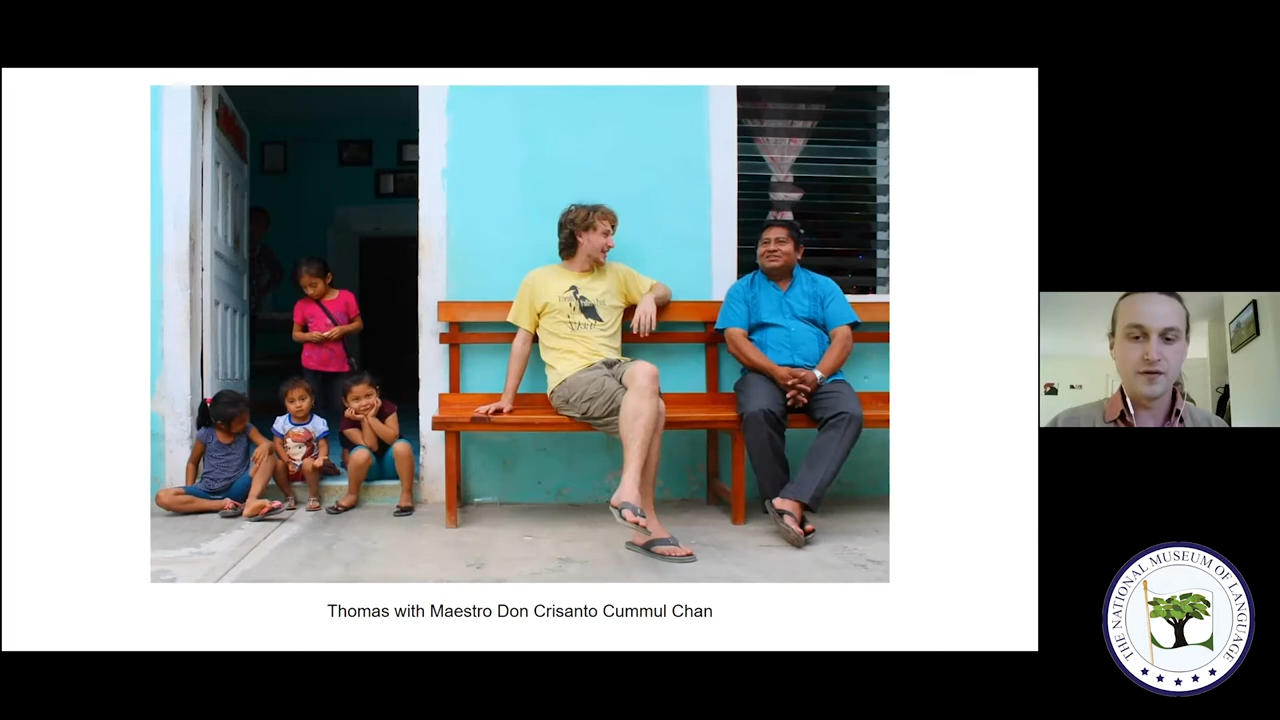 Thomas with Maestro Don Crisanto Cummul Chan
THE NATIONAL MUSEUM OF LANGUAGE